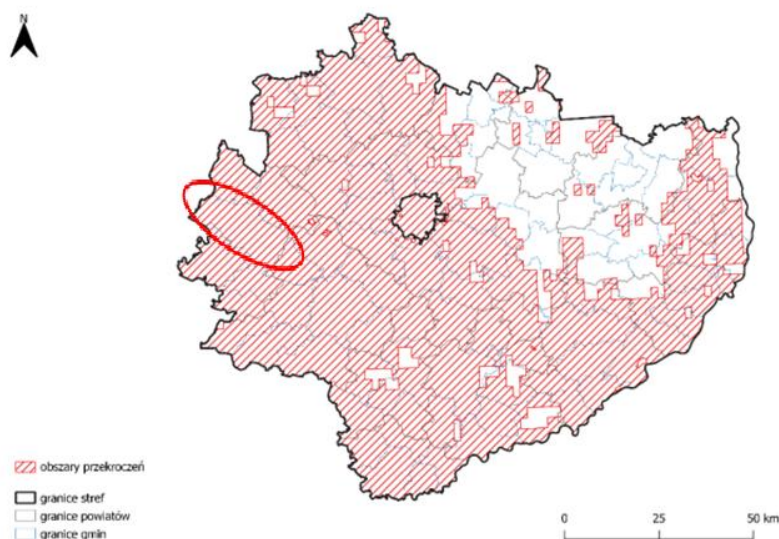 N
obszary przekroczeń
granice stref
granice powiatów
granice gmin
0 25 50 km